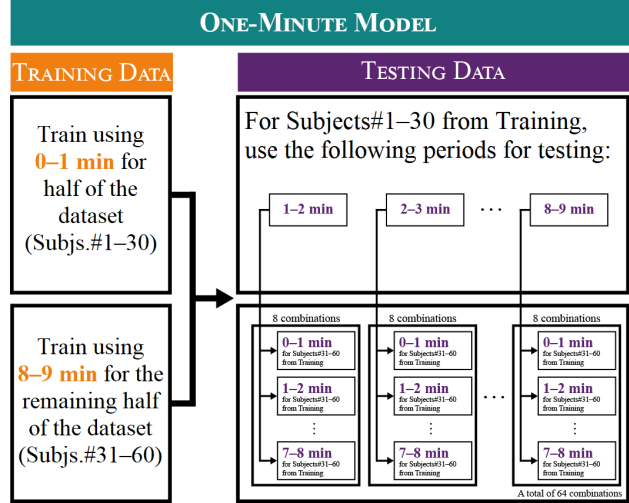 ONE-MINUTE MODEL
TRAINING DATA
TESTING DATA
Train using
0–1 min for
half of the
dataset
(Subjs.#1–30)
Train using
8–9 min for the
remaining half
of the dataset
(Subjs.#31–60)
For Subjects#1–30 from Training,
use the following periods for testing:
1–2 min
2–3 min
···
8–9 min
8 combinations
0–1 min
for Subjects#31–60
from Training
1–2 min
for Subjects#31–60
from Training
⋮
7–8 min
for Subjects#31–60
from Training
8 combinations
0–1 min
for Subjects#31–60
from Training
1–2 min
for Subjects#31–60
from Training
⋮
7–8 min
for Subjects#31–60
from Training
···
8 combinations
0–1 min
for Subjects#31–60
from Training
1–2 min
for Subjects#31–60
from Training
⋮
7–8 min
for Subjects#31–60
from Training
A total of 64 combinations